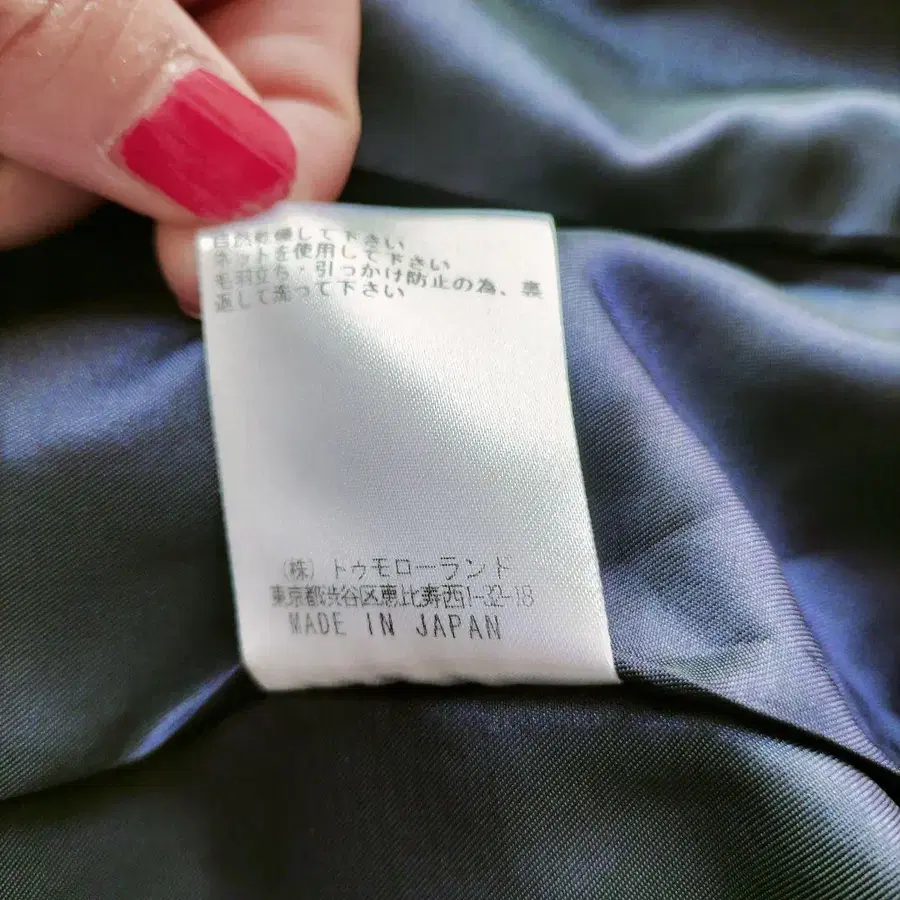 自然乾燥して下さい
ネットを使用して下さい
毛羽立ち・引っかけ防止の為、裏
返して洗って下さい
（株）トゥモローランド
東京都渋谷区恵比寿西1-32-18
MADE IN JAPAN